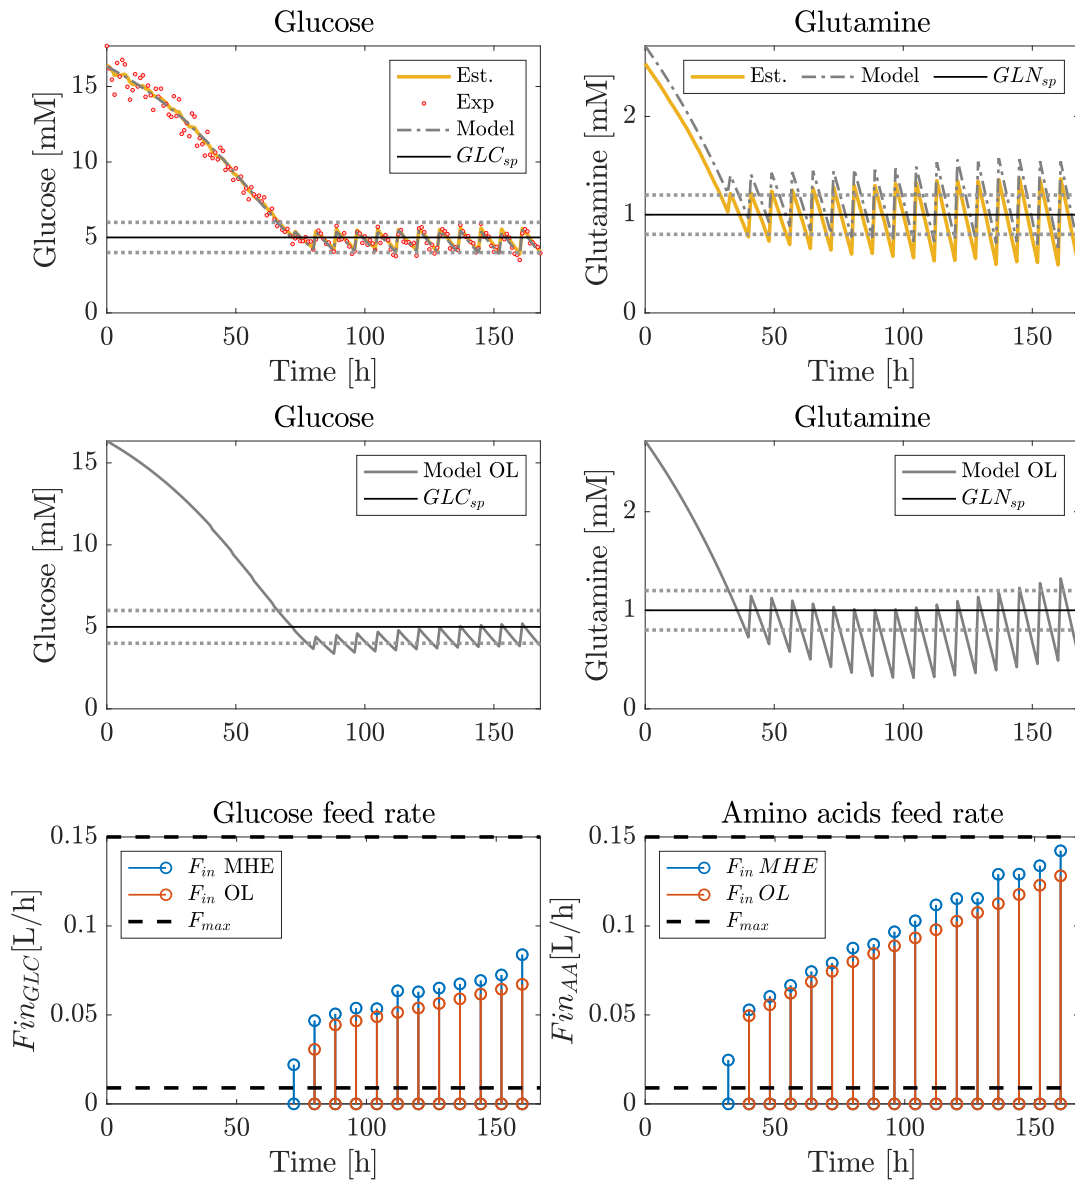 Glucose
Glucose [mM]
15
10
5
0
Est.
Exp
Model
GLC_sp
0 50 100 150
Time [h]
Glutamine
Glutamine [mM]
2
1
0
Est. Model GLN_sp
0 50 100 150
Time [h]
Glucose
Glucose [mM]
15
10
5
0
Model OL
GLC_sp
0 50 100 150
Glutamine
Glutamine [mM]
2
1
0
Model OL
GLN_sp
0 50 100 150
Glucose feed rate
Fin_GLC[L/h]
0.15
0.1
0.05
0
F_in MHE
F_in OL
F_max
0 50 100 150
Time [h]
Amino acids feed rate
Fin_AA[L/h]
0.15
0.1
0.05
0
F_in MHE
F_in OL
F_max
0 50 100 150
Time [h]